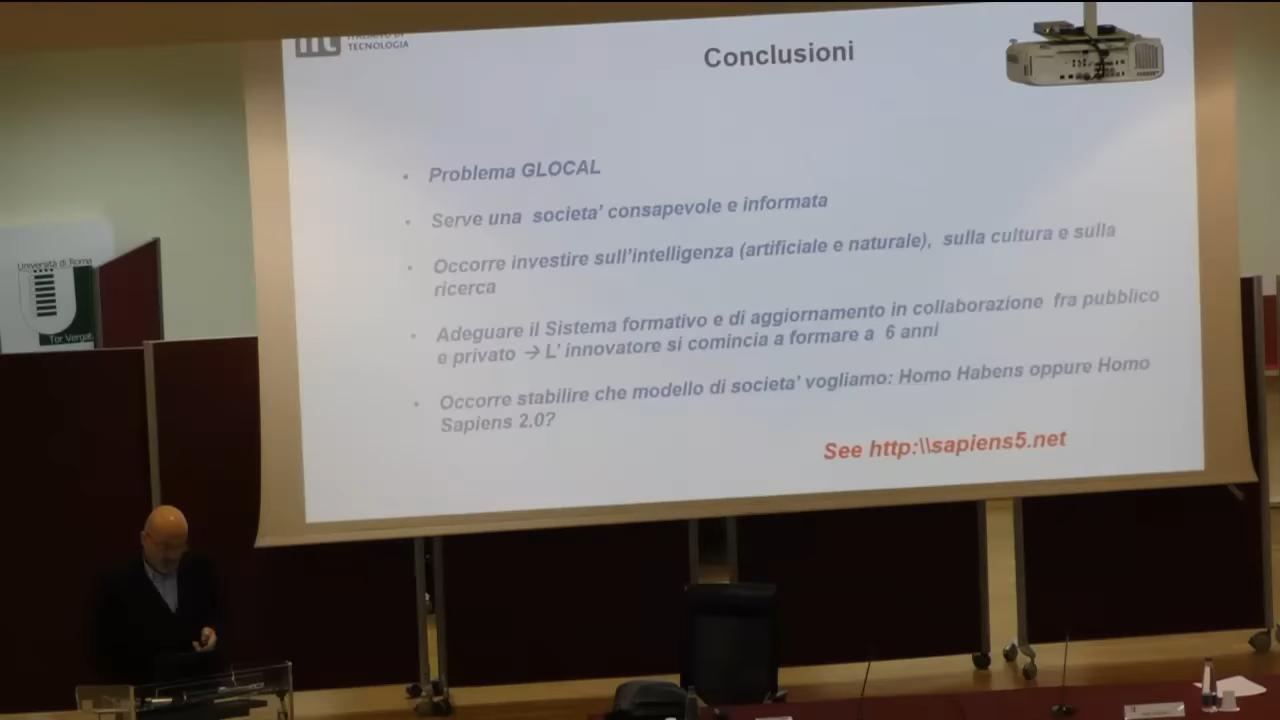 TECNOLOGIA
Conclusioni
• Problema GLOCAL
• Serve una societa' consapevole e informata
• Occorre investire sull'intelligenza (artificiale e naturale), sulla cultura e sulla
ricerca
• Adeguare il Sistema formativo e di aggiornamento in collaborazione fra pubblico
e privato → L' innovatore si comincia a formare a 6 anni
• Occorre stabilire che modello di societa' vogliamo: Homo Habens oppure Homo
Sapiens 2.0?
See http:\\sapiens5.net
Università di Roma
Tor Vergat